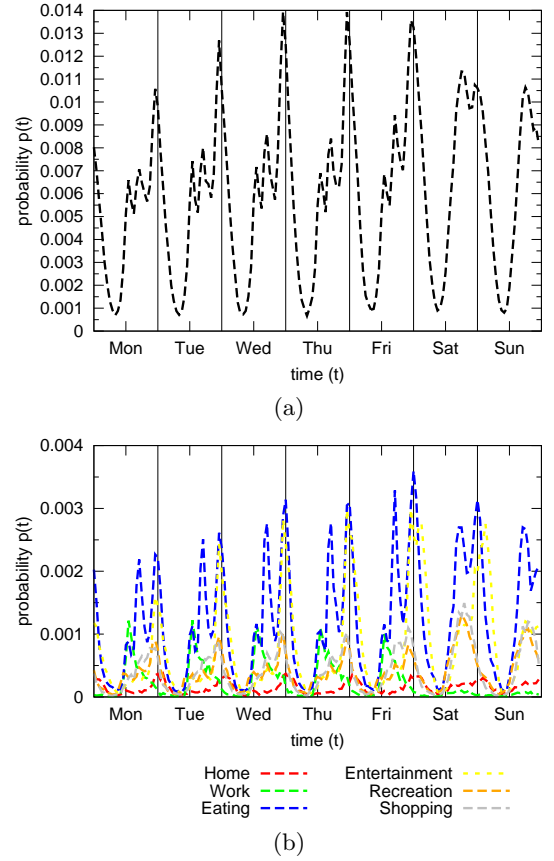 0.014
0.013
0.012
0.011
0.01
0.009
0.008
0.007
0.006
0.005
0.004
0.003
0.002
0.001
0
probability p(t)
Mon Tue Wed Thu Fri Sat Sun
time (t)
(a)
0.004
0.003
0.002
0.001
0
probability p(t)
Mon Tue Wed Thu Fri Sat Sun
time (t)
Home Entertainment
Work Recreation
Eating Shopping
(b)